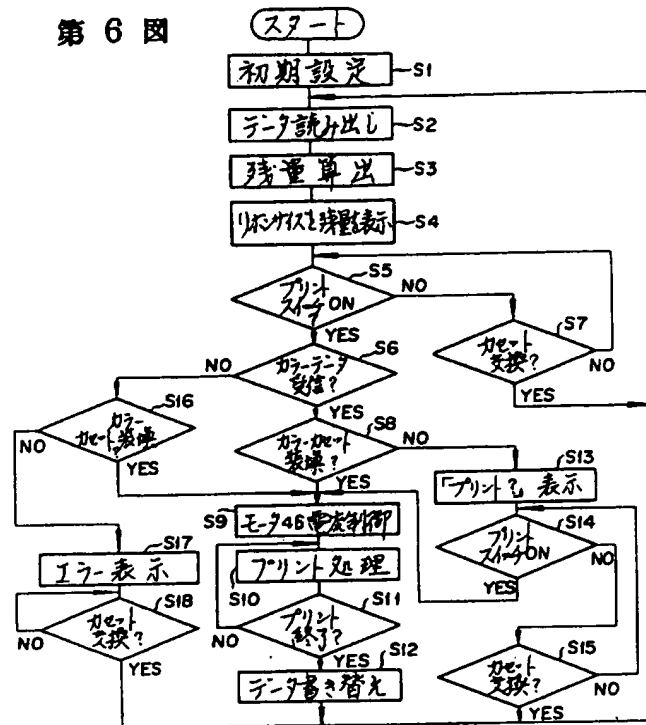 第6図
スタート
初期設定
S1
データ読み出し
S2
残量算出
S3
リボンサイズと残量を表示
S4
プリント
スイッチON
?
S5
NO
YES
カラーデータ
受信?
S6
NO
YES
カセット
交換?
S7
NO
YES
カラーカセット
装填?
S8
NO
YES
カラー
カセット装填
?
S16
NO
YES
「プリント?」表示
S13
モータ46電流制御
S9
プリント
スイッチON
S14
NO
YES
プリント処理
S10
エラー表示
S17
プリント
終了?
S11
NO
YES
カセット
交換?
S18
NO
YES
カセット
交換?
S15
NO
YES
データ書き替え
S12